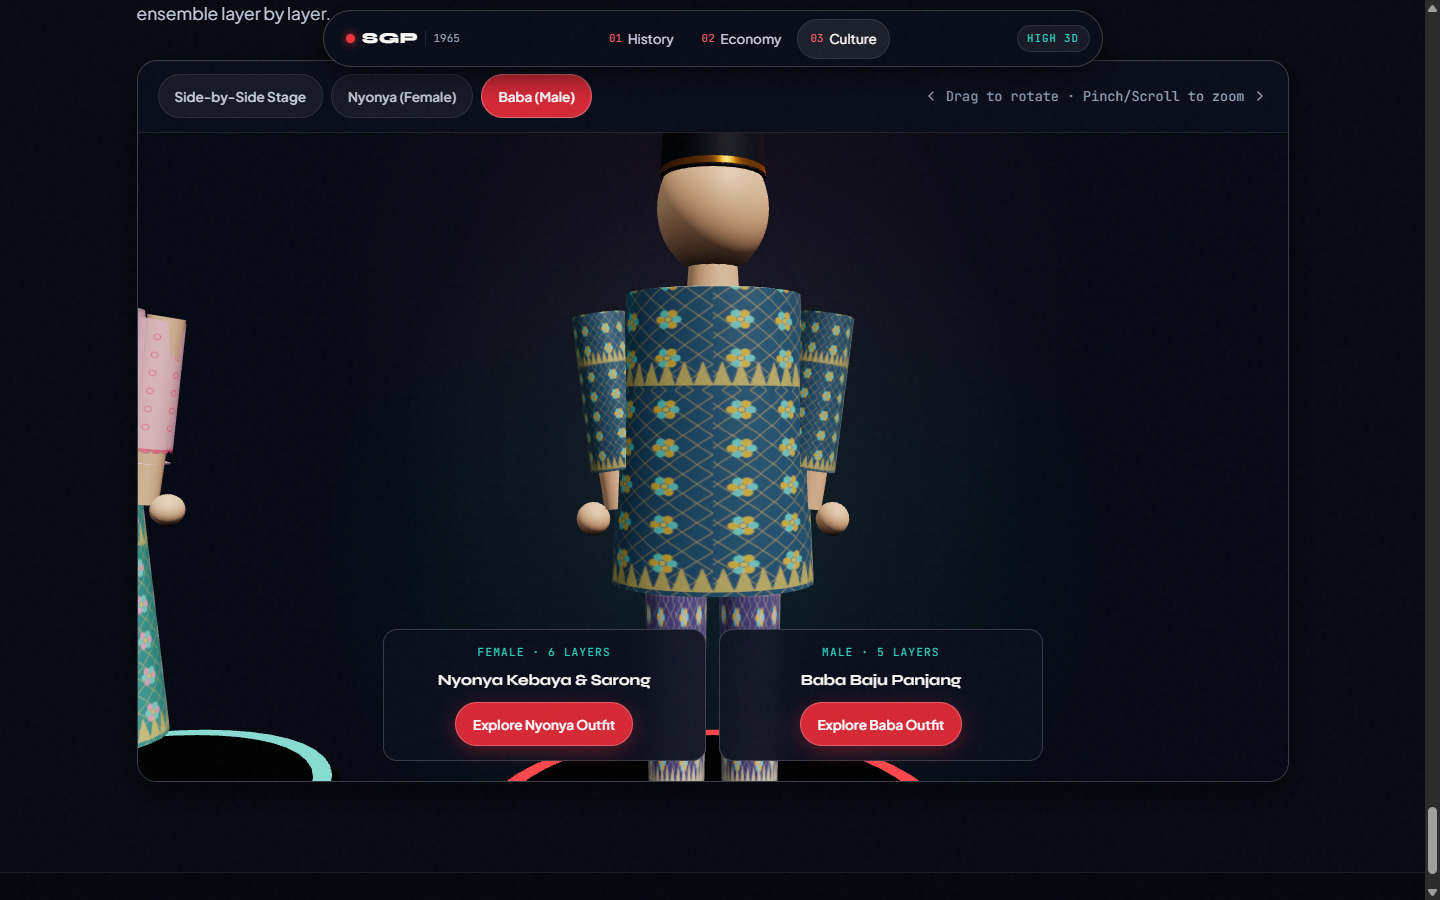 ensemble layer by layer.
SGP 1965
01 History 02 Economy 03 Culture
HIGH 3D
Side-by-Side Stage
Nyonya (Female)
Baba (Male)
Drag to rotate · Pinch/Scroll to zoom
FEMALE · 6 LAYERS
Nyonya Kebaya & Sarong
Explore Nyonya Outfit
MALE · 5 LAYERS
Baba Baju Panjang
Explore Baba Outfit